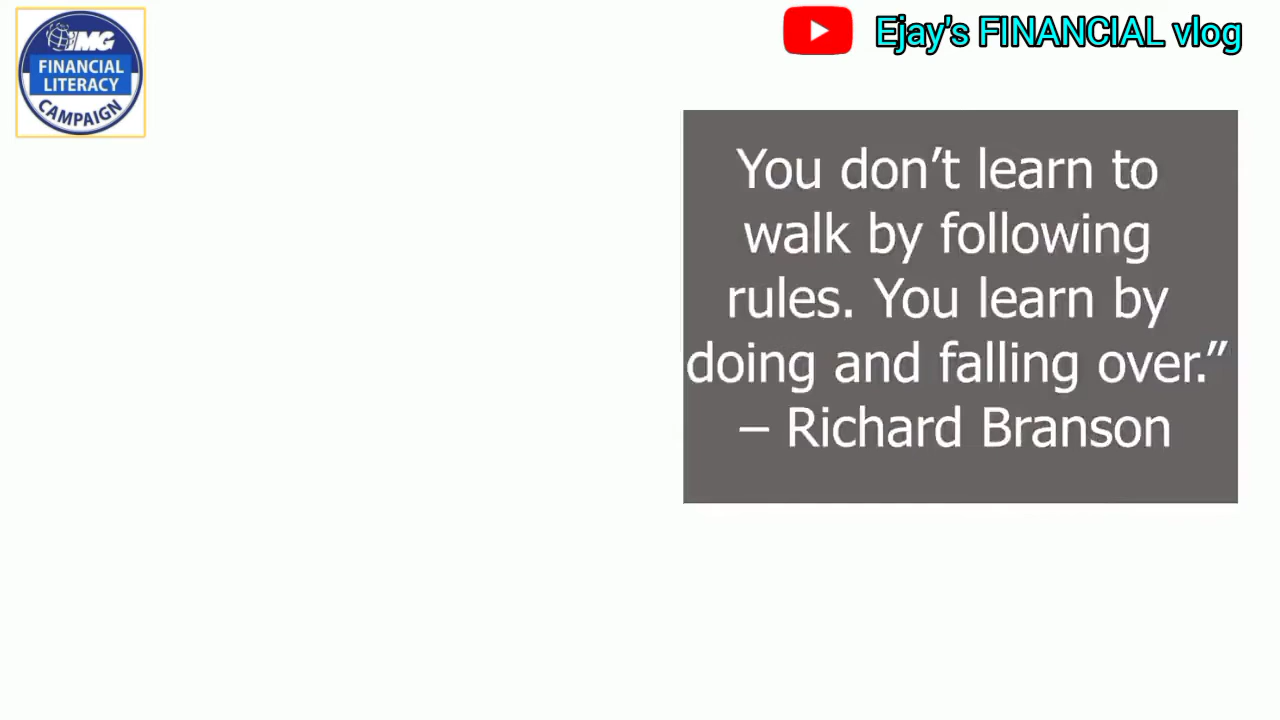 IMG
FINANCIAL
LITERACY
CAMPAIGN
Ejay's FINANCIAL vlog
You don’t learn to
walk by following
rules. You learn by
doing and falling over.”
– Richard Branson